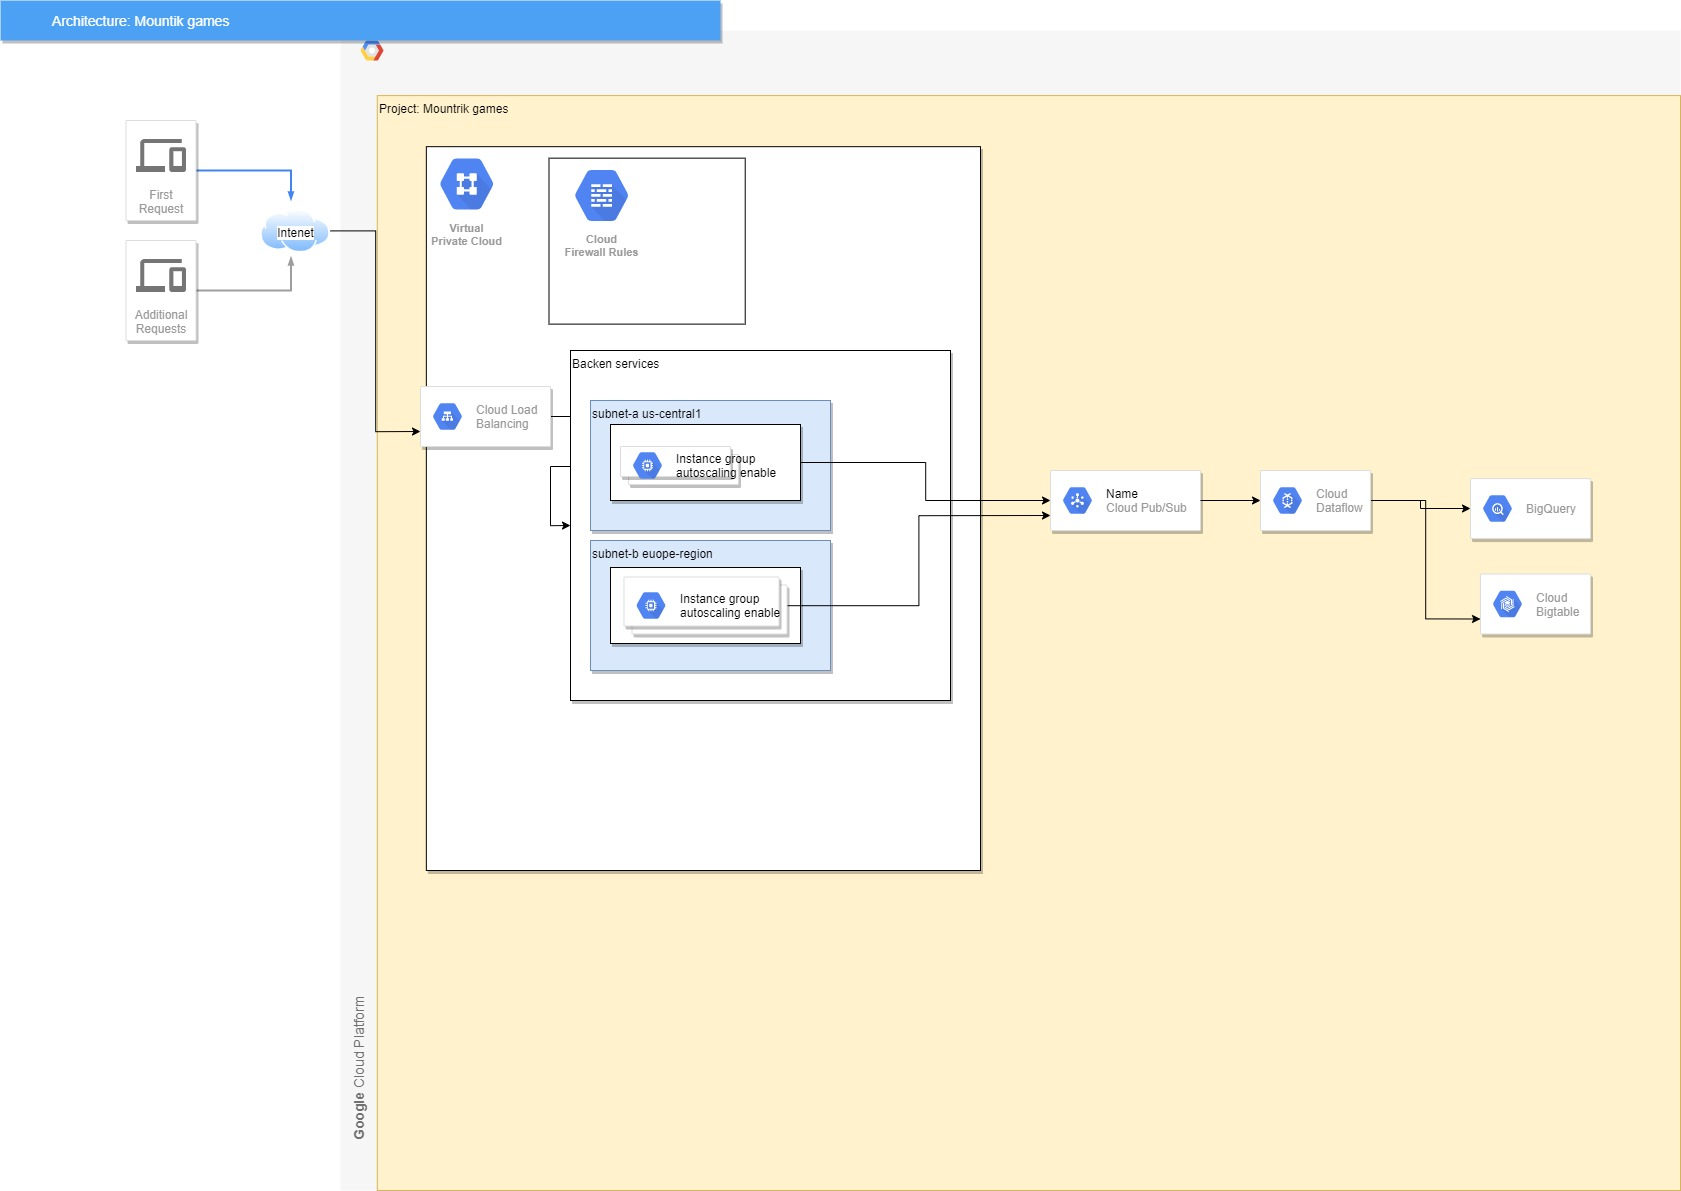 Architecture: Mountik games
Project: Mountrik games
First
Request
Intenet
Additional
Requests
Virtual
Private Cloud
Cloud
Firewall Rules
Backen services
Cloud Load
Balancing
subnet-a us-central1
Instance group
autoscaling enable
subnet-b euope-region
Instance group
autoscaling enable
Name
Cloud Pub/Sub
Cloud
Dataflow
BigQuery
Cloud
Bigtable
Google Cloud Platform